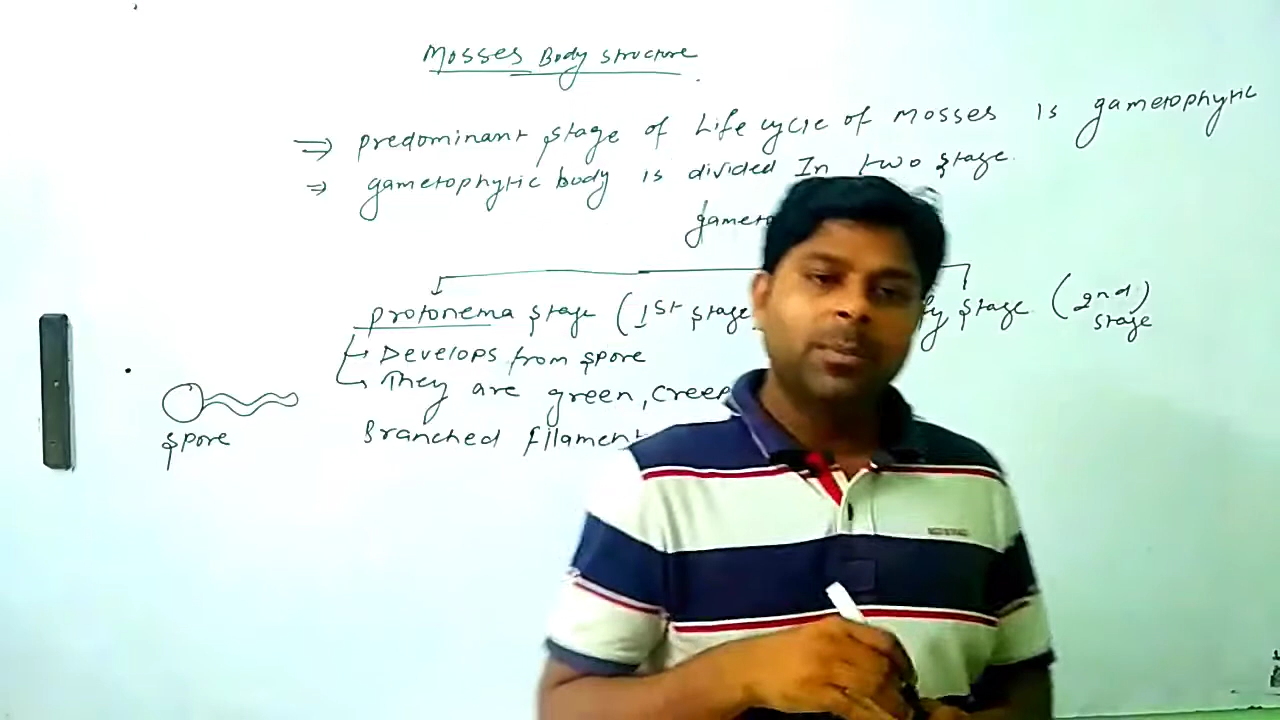 Mosses Body structure
⇒ predominant stage of Life cycle of mosses is gametophytic
⇒ gametophytic body is divided In two stage.
protonema stage (1st stage stage (2nd stage)
→ Develops from spore
→ They are green,
Branched filament
spore